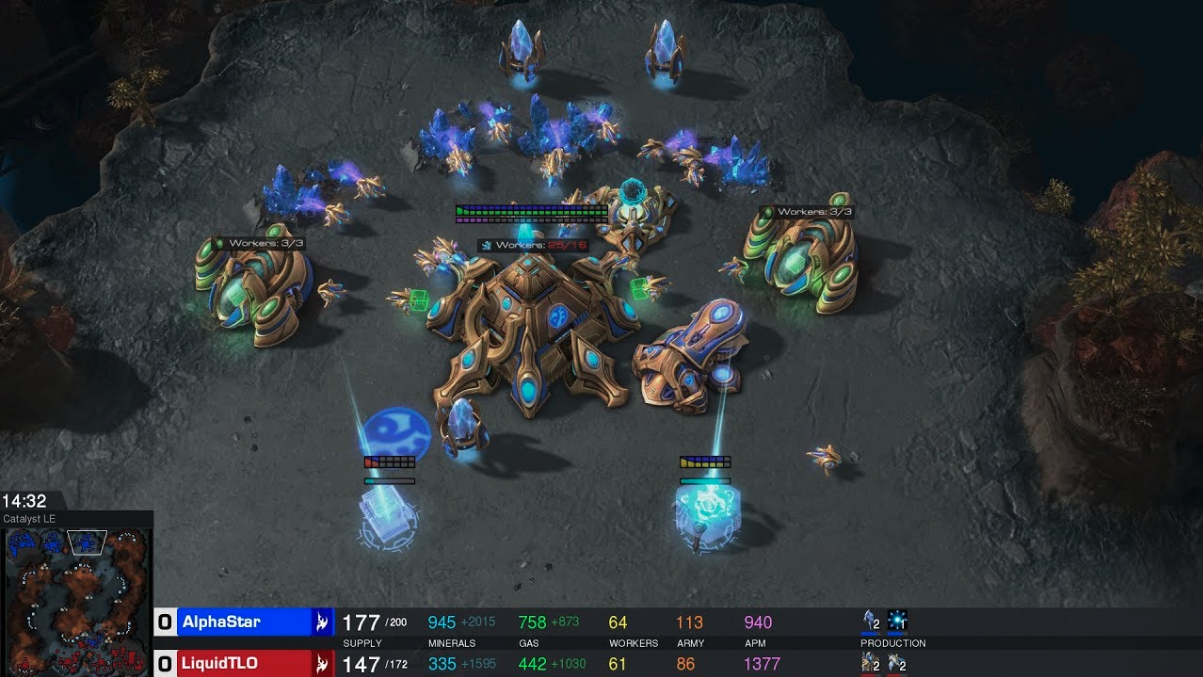 Workers: 3/3
Workers: 3/3
Workers: 25/16
14:32
Catalyst LE
0 AlphaStar 177 /200 945 +2015 758 +873 64 113 940 2 1
SUPPLY MINERALS GAS WORKERS ARMY APM PRODUCTION
0 LiquidTLO 147 /172 335 +1595 442 +1030 61 86 1377 2 2